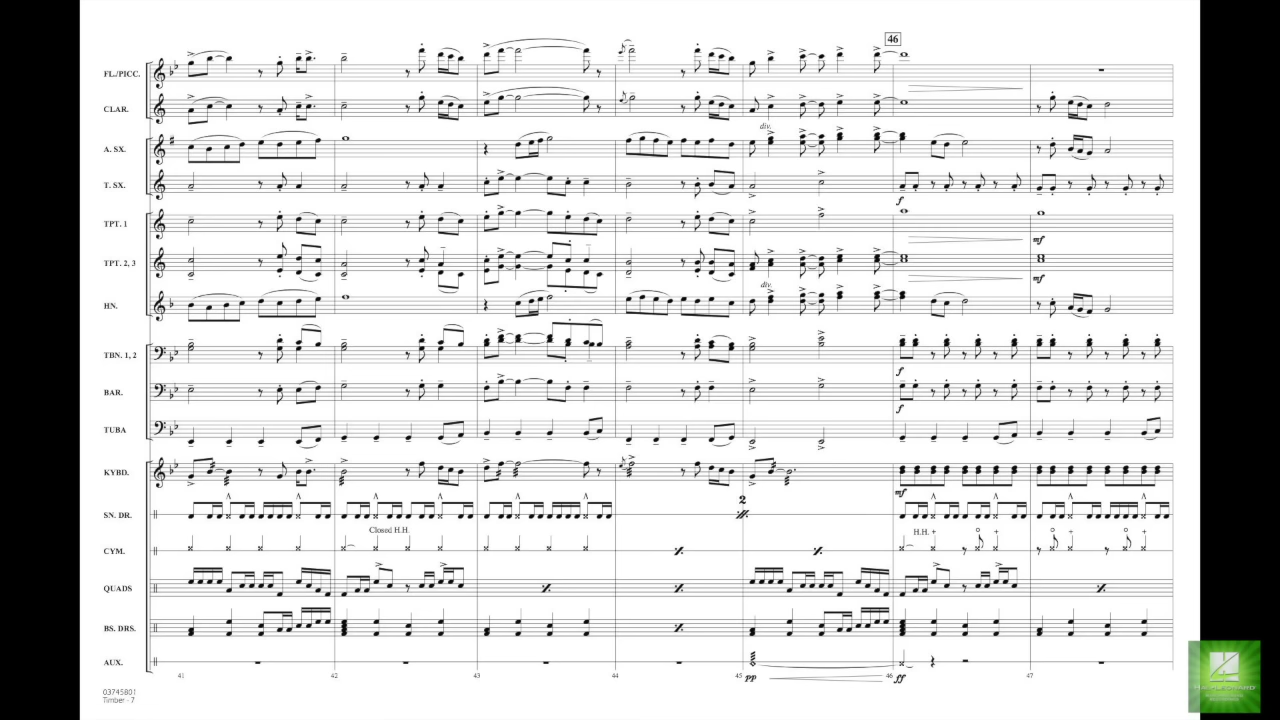 46
FL./PICC.
CLAR.
div.
A. SX.
T. SX.
f
TPT. 1
mf
TPT. 2, 3
mf
div.
HN.
TBN. 1, 2
f
BAR.
f
TUBA
KYBD.
mf
2
SN. DR.
Closed H.H.
H.H. +
o
+
o
+
o
+
CYM.
QUADS
BS. DRS.
AUX.
pp
ff
41
42
43
44
45
46
47
03745801
Timber - 7
HAL•LEONARD